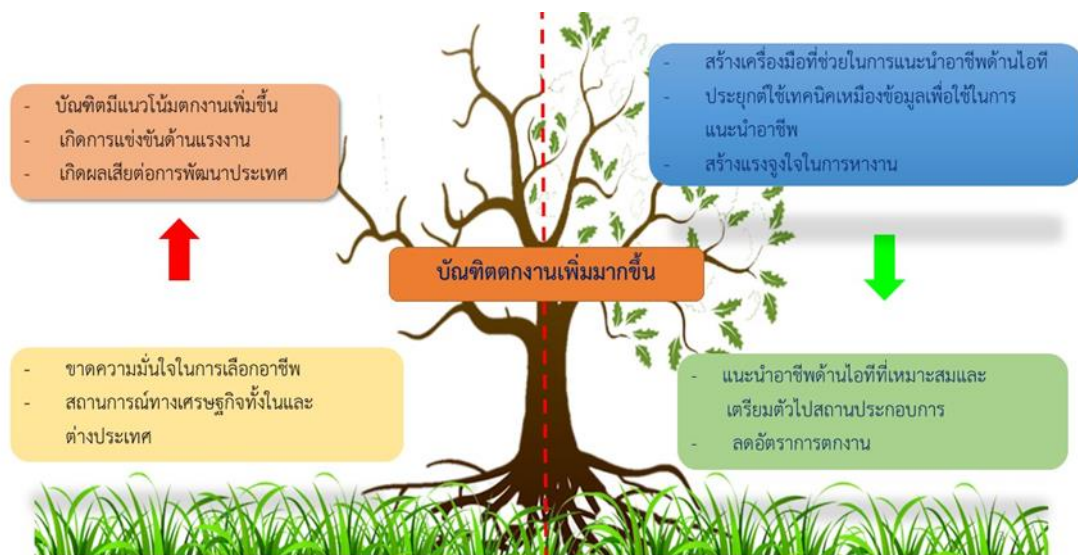 - บัณฑิตมีแนวโน้มตกงานเพิ่มขึ้น
- เกิดการแข่งขันด้านแรงงาน
- เกิดผลเสียต่อการพัฒนาประเทศ
- สร้างเครื่องมือที่ช่วยในการแนะนำอาชีพด้านไอที
- ประยุกต์ใช้เทคนิคเหมืองข้อมูลเพื่อใช้ในการ
แนะนำอาชีพ
- สร้างแรงจูงใจในการหางาน
บัณฑิตตกงานเพิ่มมากขึ้น
- ขาดความมั่นใจในการเลือกอาชีพ
- สถานการณ์ทางเศรษฐกิจทั้งในและ
ต่างประเทศ
- แนะนำอาชีพด้านไอทีที่เหมาะสมและ
เตรียมตัวไปสถานประกอบการ
- ลดอัตราการตกงาน